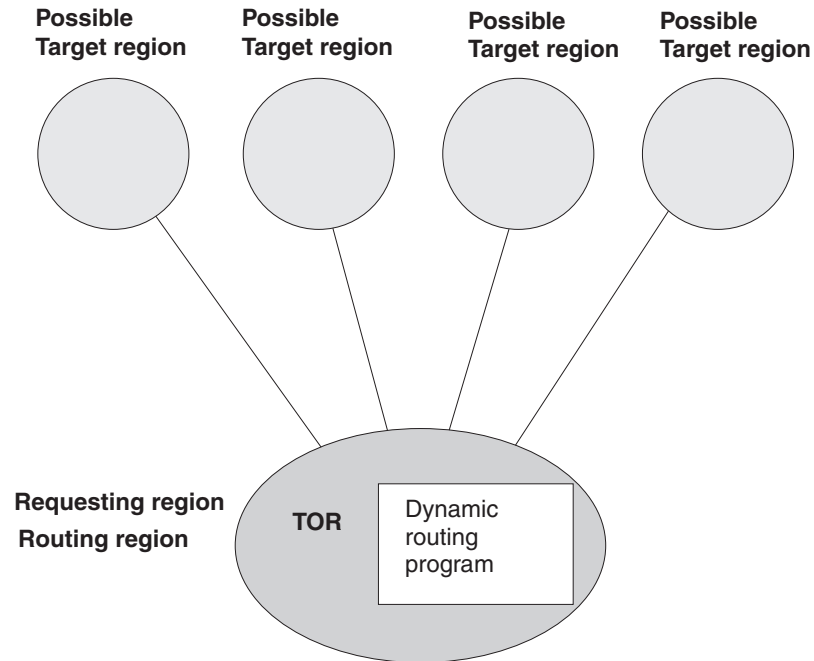 Possible
Target region
Possible
Target region
Possible
Target region
Possible
Target region
Requesting region
Routing region
TOR
Dynamic
routing
program